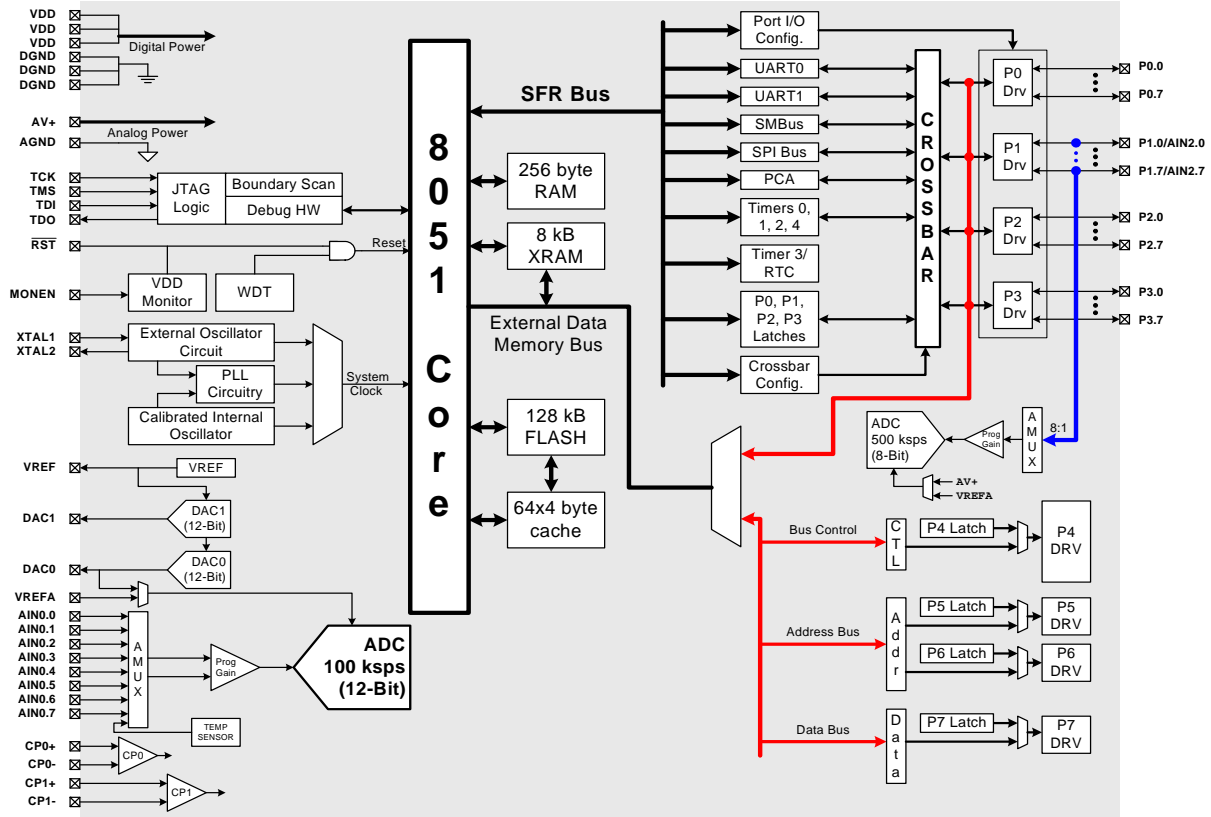 VDD
VDD
VDD
Digital Power
DGND
DGND
DGND
AV+
Analog Power
AGND
TCK
TMS
TDI
TDO
JTAG
Logic
Boundary Scan
Debug HW
RST
Reset
MONEN
VDD
Monitor
WDT
XTAL1
XTAL2
External Oscillator
Circuit
PLL
Circuitry
Calibrated Internal
Oscillator
System
Clock
VREF
VREF
DAC1
DAC1
(12-Bit)
DAC0
DAC0
(12-Bit)
VREFA
AIN0.0
AIN0.1
AIN0.2
AIN0.3
AIN0.4
AIN0.5
AIN0.6
AIN0.7
AMUX
Prog
Gain
ADC
100 ksps
(12-Bit)
TEMP
SENSOR
CP0+
CP0-
CP0
CP1+
CP1-
CP1
8051 Core
SFR Bus
256 byte
RAM
8 kB
XRAM
External Data
Memory Bus
128 kB
FLASH
64x4 byte
cache
Port I/O
Config.
UART0
UART1
SMBus
SPI Bus
PCA
Timers 0,
1, 2, 4
Timer 3/
RTC
P0, P1,
P2, P3
Latches
Crossbar
Config.
CROSSBAR
P0
Drv
P1
Drv
P2
Drv
P3
Drv
P0.0
P0.7
P1.0/AIN2.0
P1.7/AIN2.7
P2.0
P2.7
P3.0
P3.7
ADC
500 ksps
(8-Bit)
Prog
Gain
AMUX
8:1
AV+
VREFA
Bus Control
CTL
P4 Latch
P4
DRV
Address Bus
Addr
P5 Latch
P5
DRV
P6 Latch
P6
DRV
Data Bus
Data
P7 Latch
P7
DRV